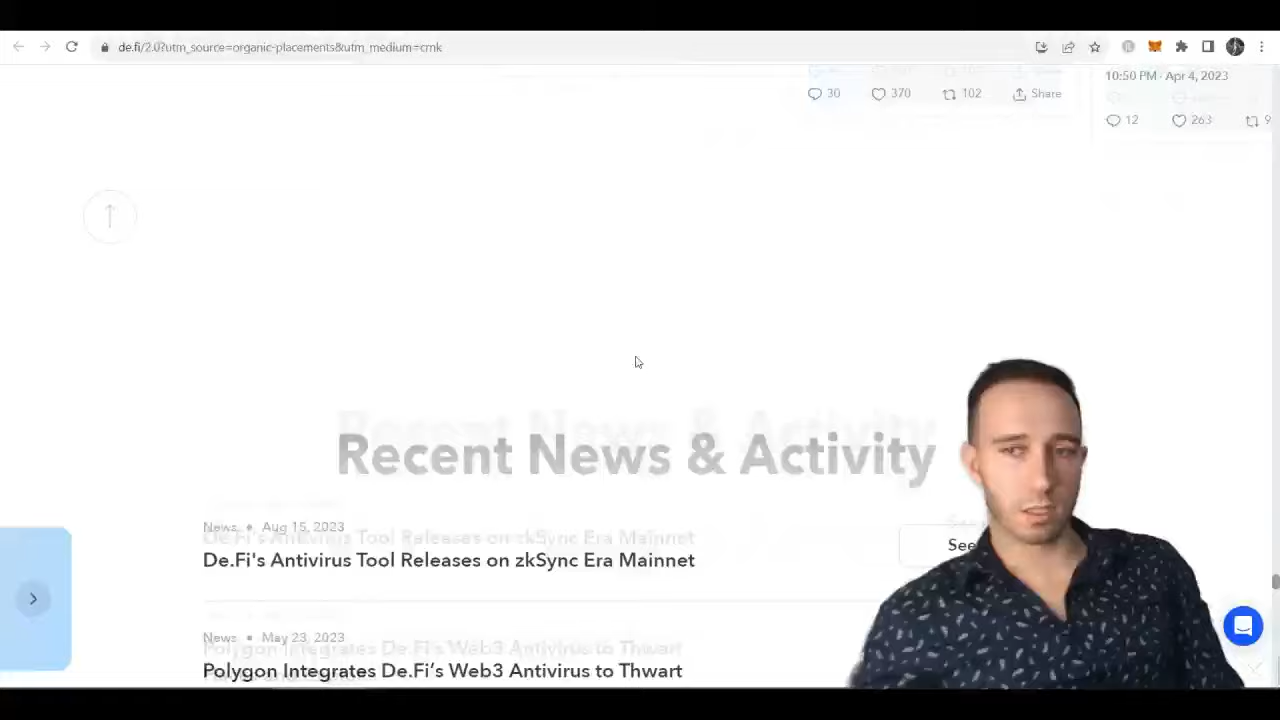 de.fi/2.0?utm_source=organic-placements&utm_medium=cmk
10:50 PM · Apr 4, 2023
30 370 102 Share
12 263 9
Recent News & Activity
News • Aug 15, 2023
De.Fi's Antivirus Tool Releases on zkSync Era Mainnet
See
News • May 23, 2023
Polygon Integrates De.Fi's Web3 Antivirus to Thwart